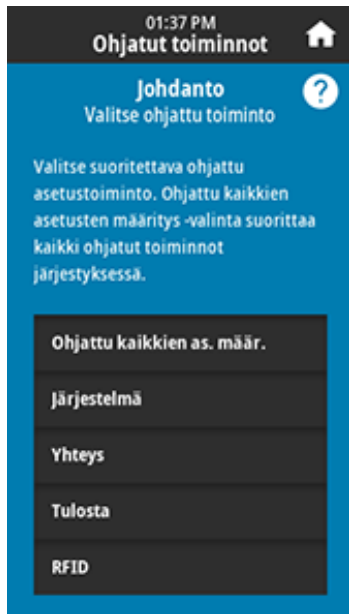 01:37 PM
Ohjatut toiminnot
Johdanto
?
Valitse ohjattu toiminto
Valitse suoritettava ohjattu
asetustoiminto. Ohjattu kaikkien
asetusten määritys -valinta suorittaa
kaikki ohjatut toiminnot
järjestyksessä.
Ohjattu kaikkien as. määr.
Järjestelmä
Yhteys
Tulosta
RFID